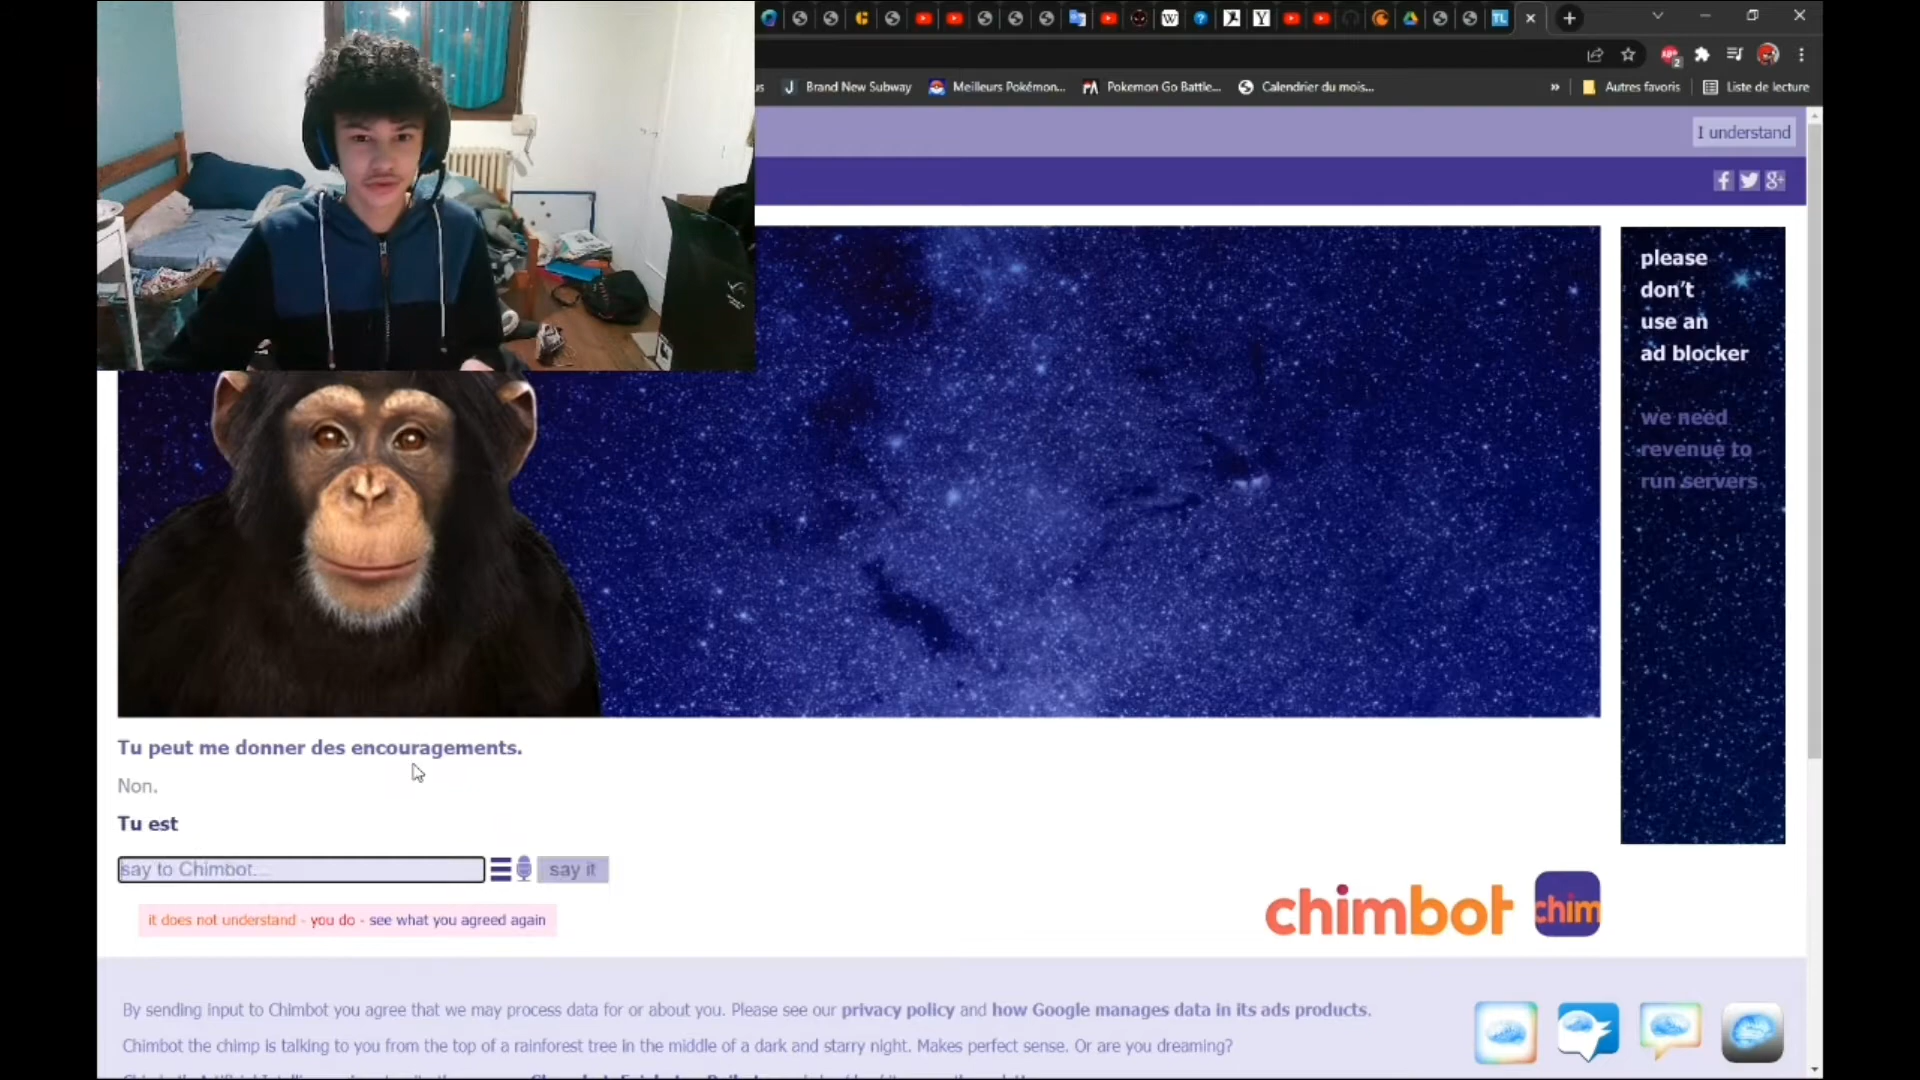 TL
Brand New Subway
Meilleurs Pokémon...
Pokemon Go Battle...
Calendrier du mois...
»
Autres favoris
Liste de lecture
I understand
please
don't
use an
ad blocker
we need
revenue to
run servers
Tu peut me donner des encouragements.
Non.
Tu est
say to Chimbot...
say it
it does not understand - you do - see what you agreed again
chimbot
chim
By sending input to Chimbot you agree that we may process data for or about you. Please see our privacy policy and how Google manages data in its ads products.
Chimbot the chimp is talking to you from the top of a rainforest tree in the middle of a dark and starry night. Makes perfect sense. Or are you dreaming?